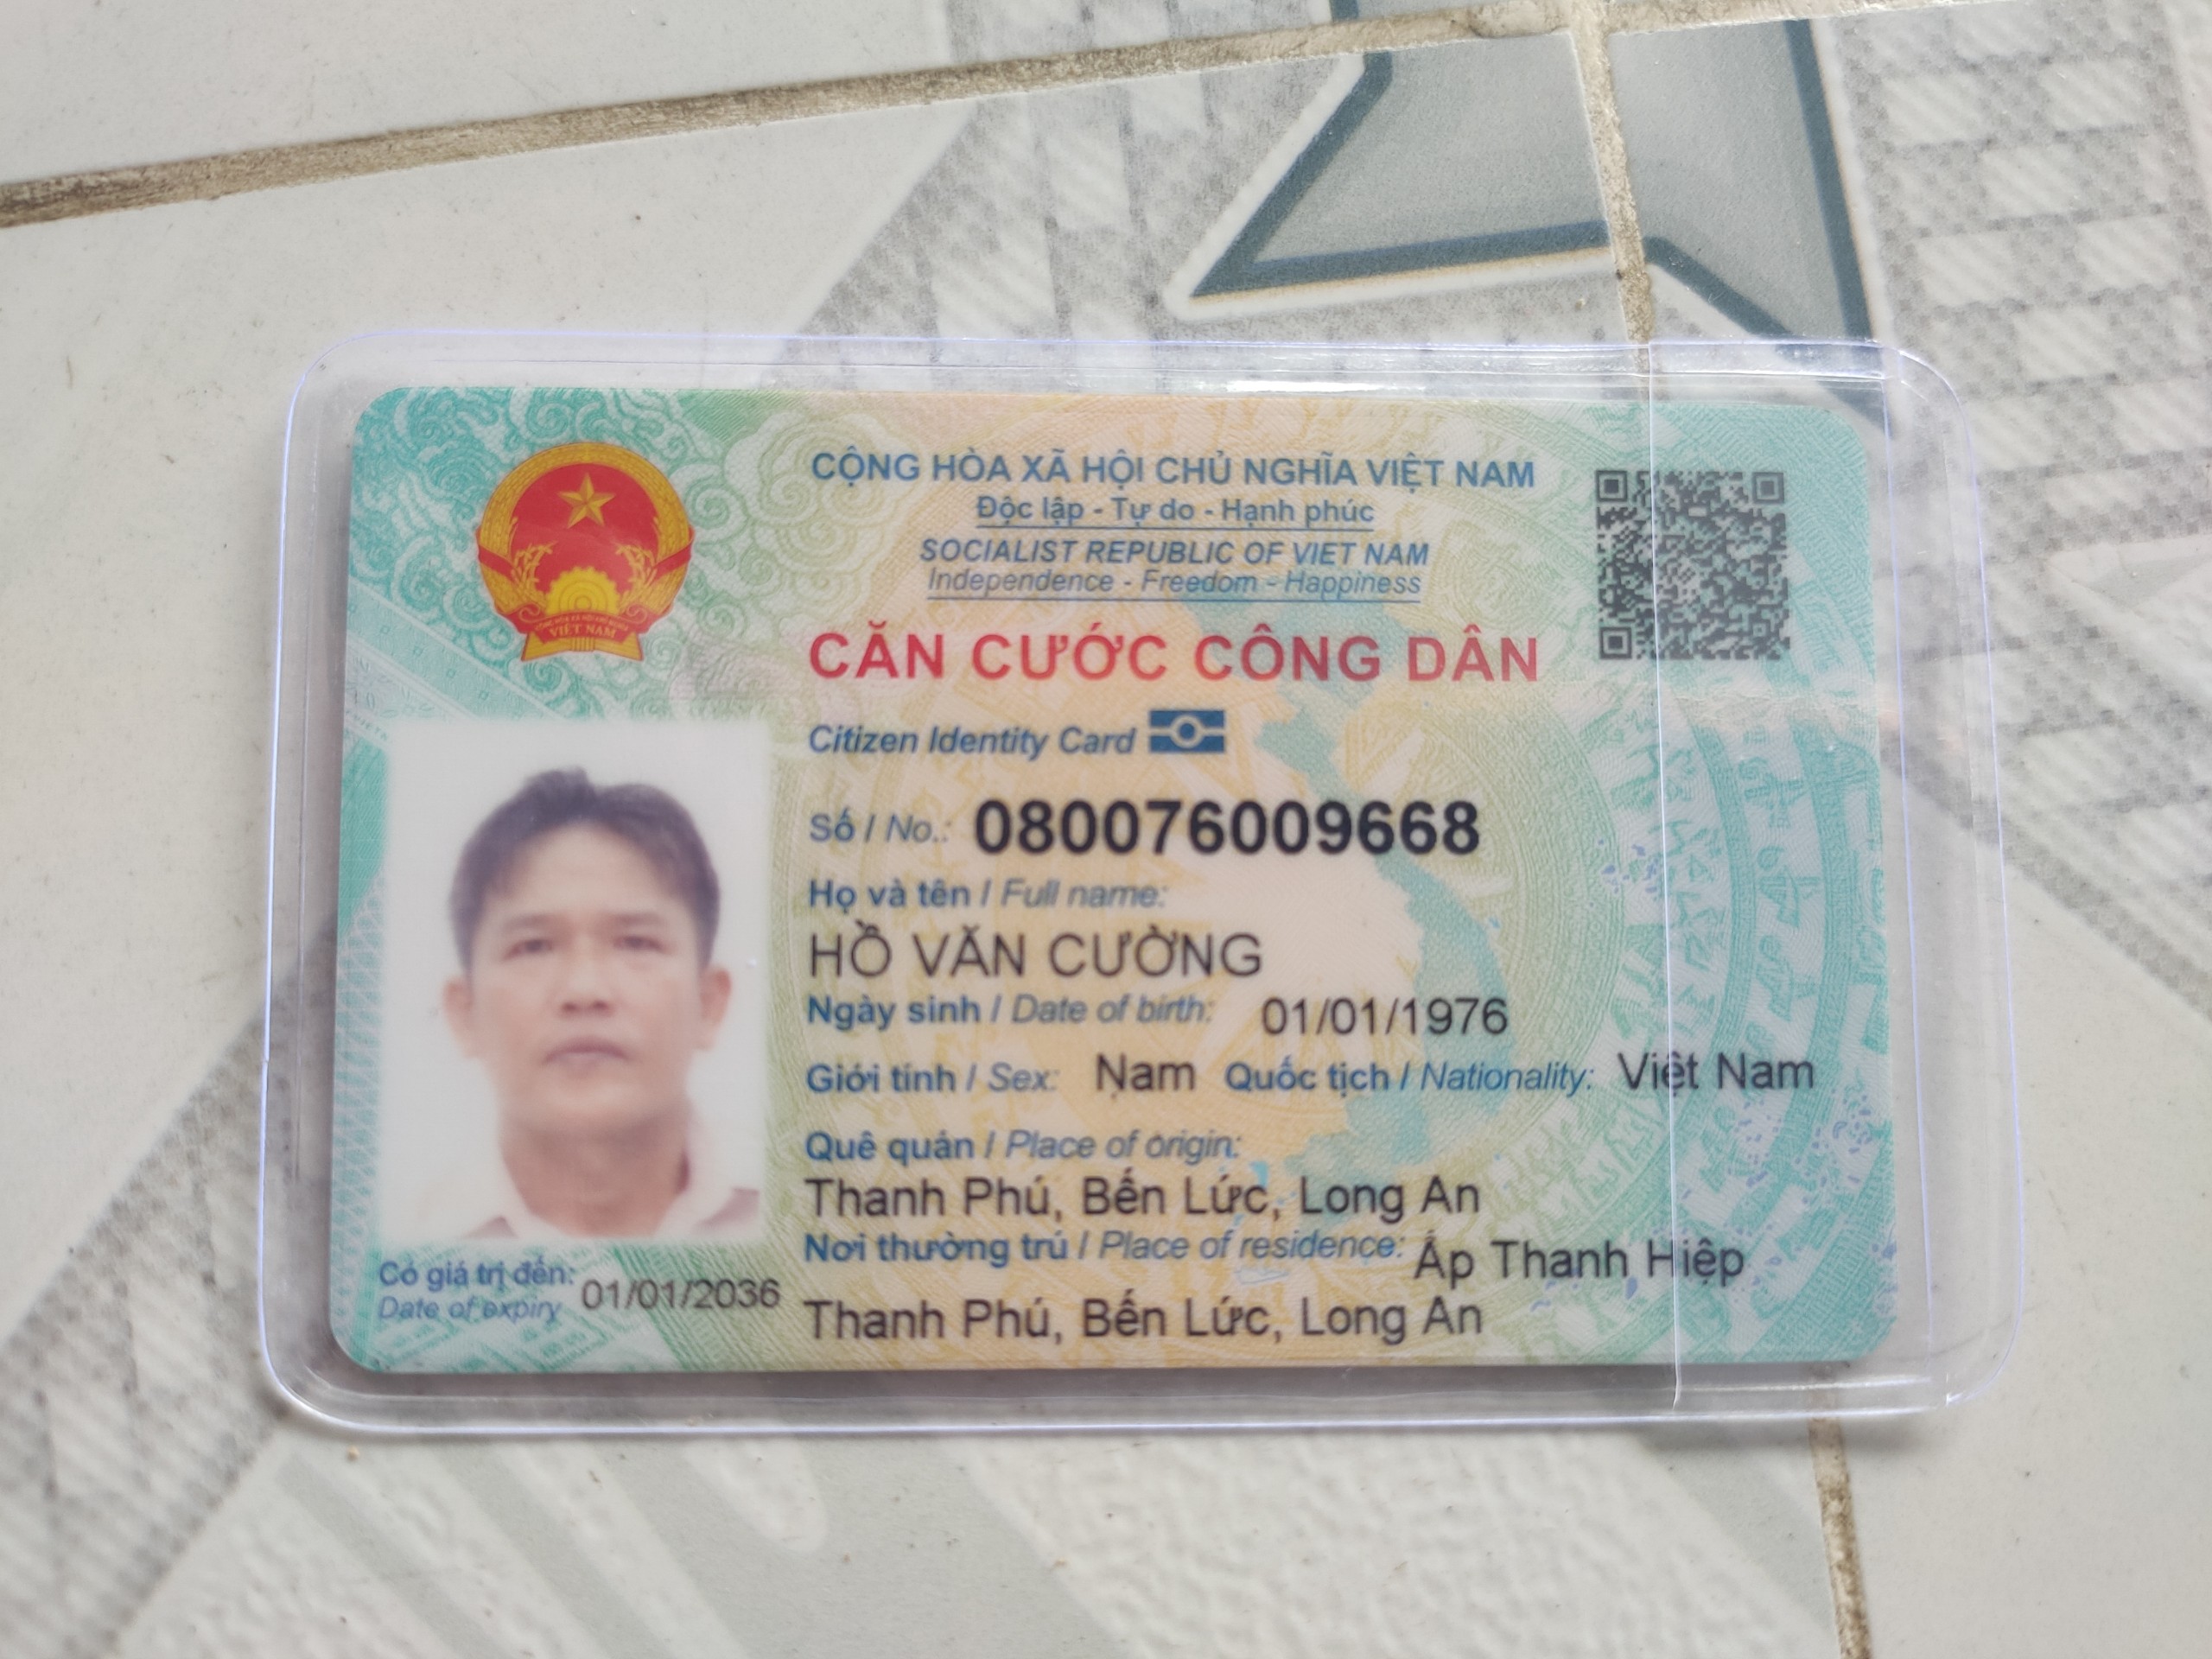 CỘNG HÒA XÃ HỘI CHỦ NGHĨA VIỆT NAM
Độc lập - Tự do - Hạnh phúc
SOCIALIST REPUBLIC OF VIET NAM
Independence - Freedom - Happiness
CĂN CƯỚC CÔNG DÂN
Citizen Identity Card
Số / No.: 080076009668
Họ và tên / Full name:
HỒ VĂN CƯỜNG
Ngày sinh / Date of birth: 01/01/1976
Giới tính / Sex: Nam Quốc tịch / Nationality: Việt Nam
Quê quán / Place of origin:
Thanh Phú, Bến Lức, Long An
Nơi thường trú / Place of residence: Ấp Thanh Hiệp
Thanh Phú, Bến Lức, Long An
Có giá trị đến: 01/01/2036
Date of expiry
VIỆT NAM